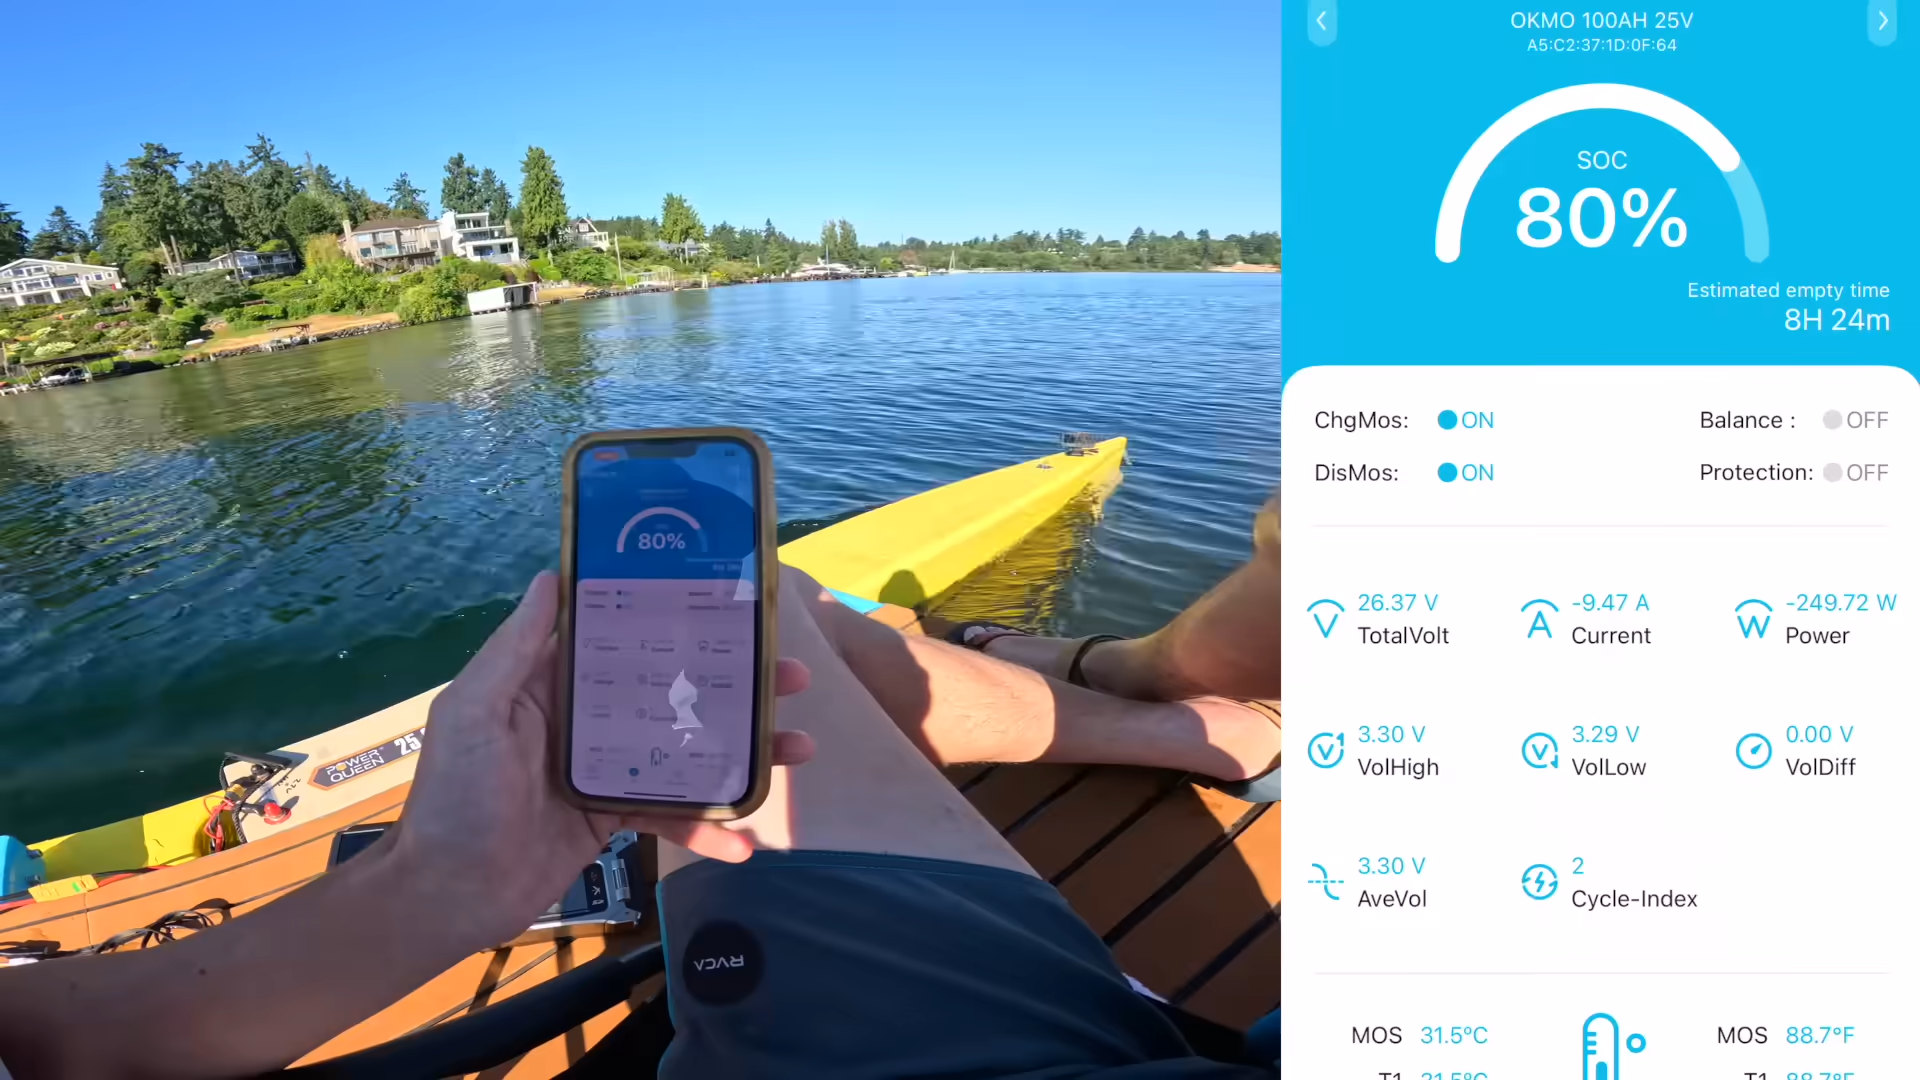 OKMO 100AH 25V
A5:C2:37:1D:0F:64
SOC
80%
Estimated empty time
8H 24m
ChgMos: ON
Balance : OFF
DisMos: ON
Protection: OFF
26.37 V
TotalVolt
-9.47 A
Current
-249.72 W
Power
3.30 V
VolHigh
3.29 V
VolLow
0.00 V
VolDiff
3.30 V
AveVol
2
Cycle-Index
MOS 31.5°C
MOS 88.7°F
80%
POWER
QUEEN
25
RVCA